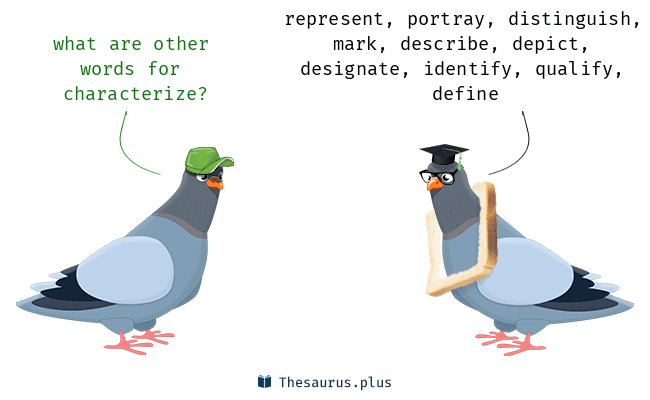 what are other
words for
characterize?
represent, portray, distinguish,
mark, describe, depict,
designate, identify, qualify,
define
Thesaurus.plus